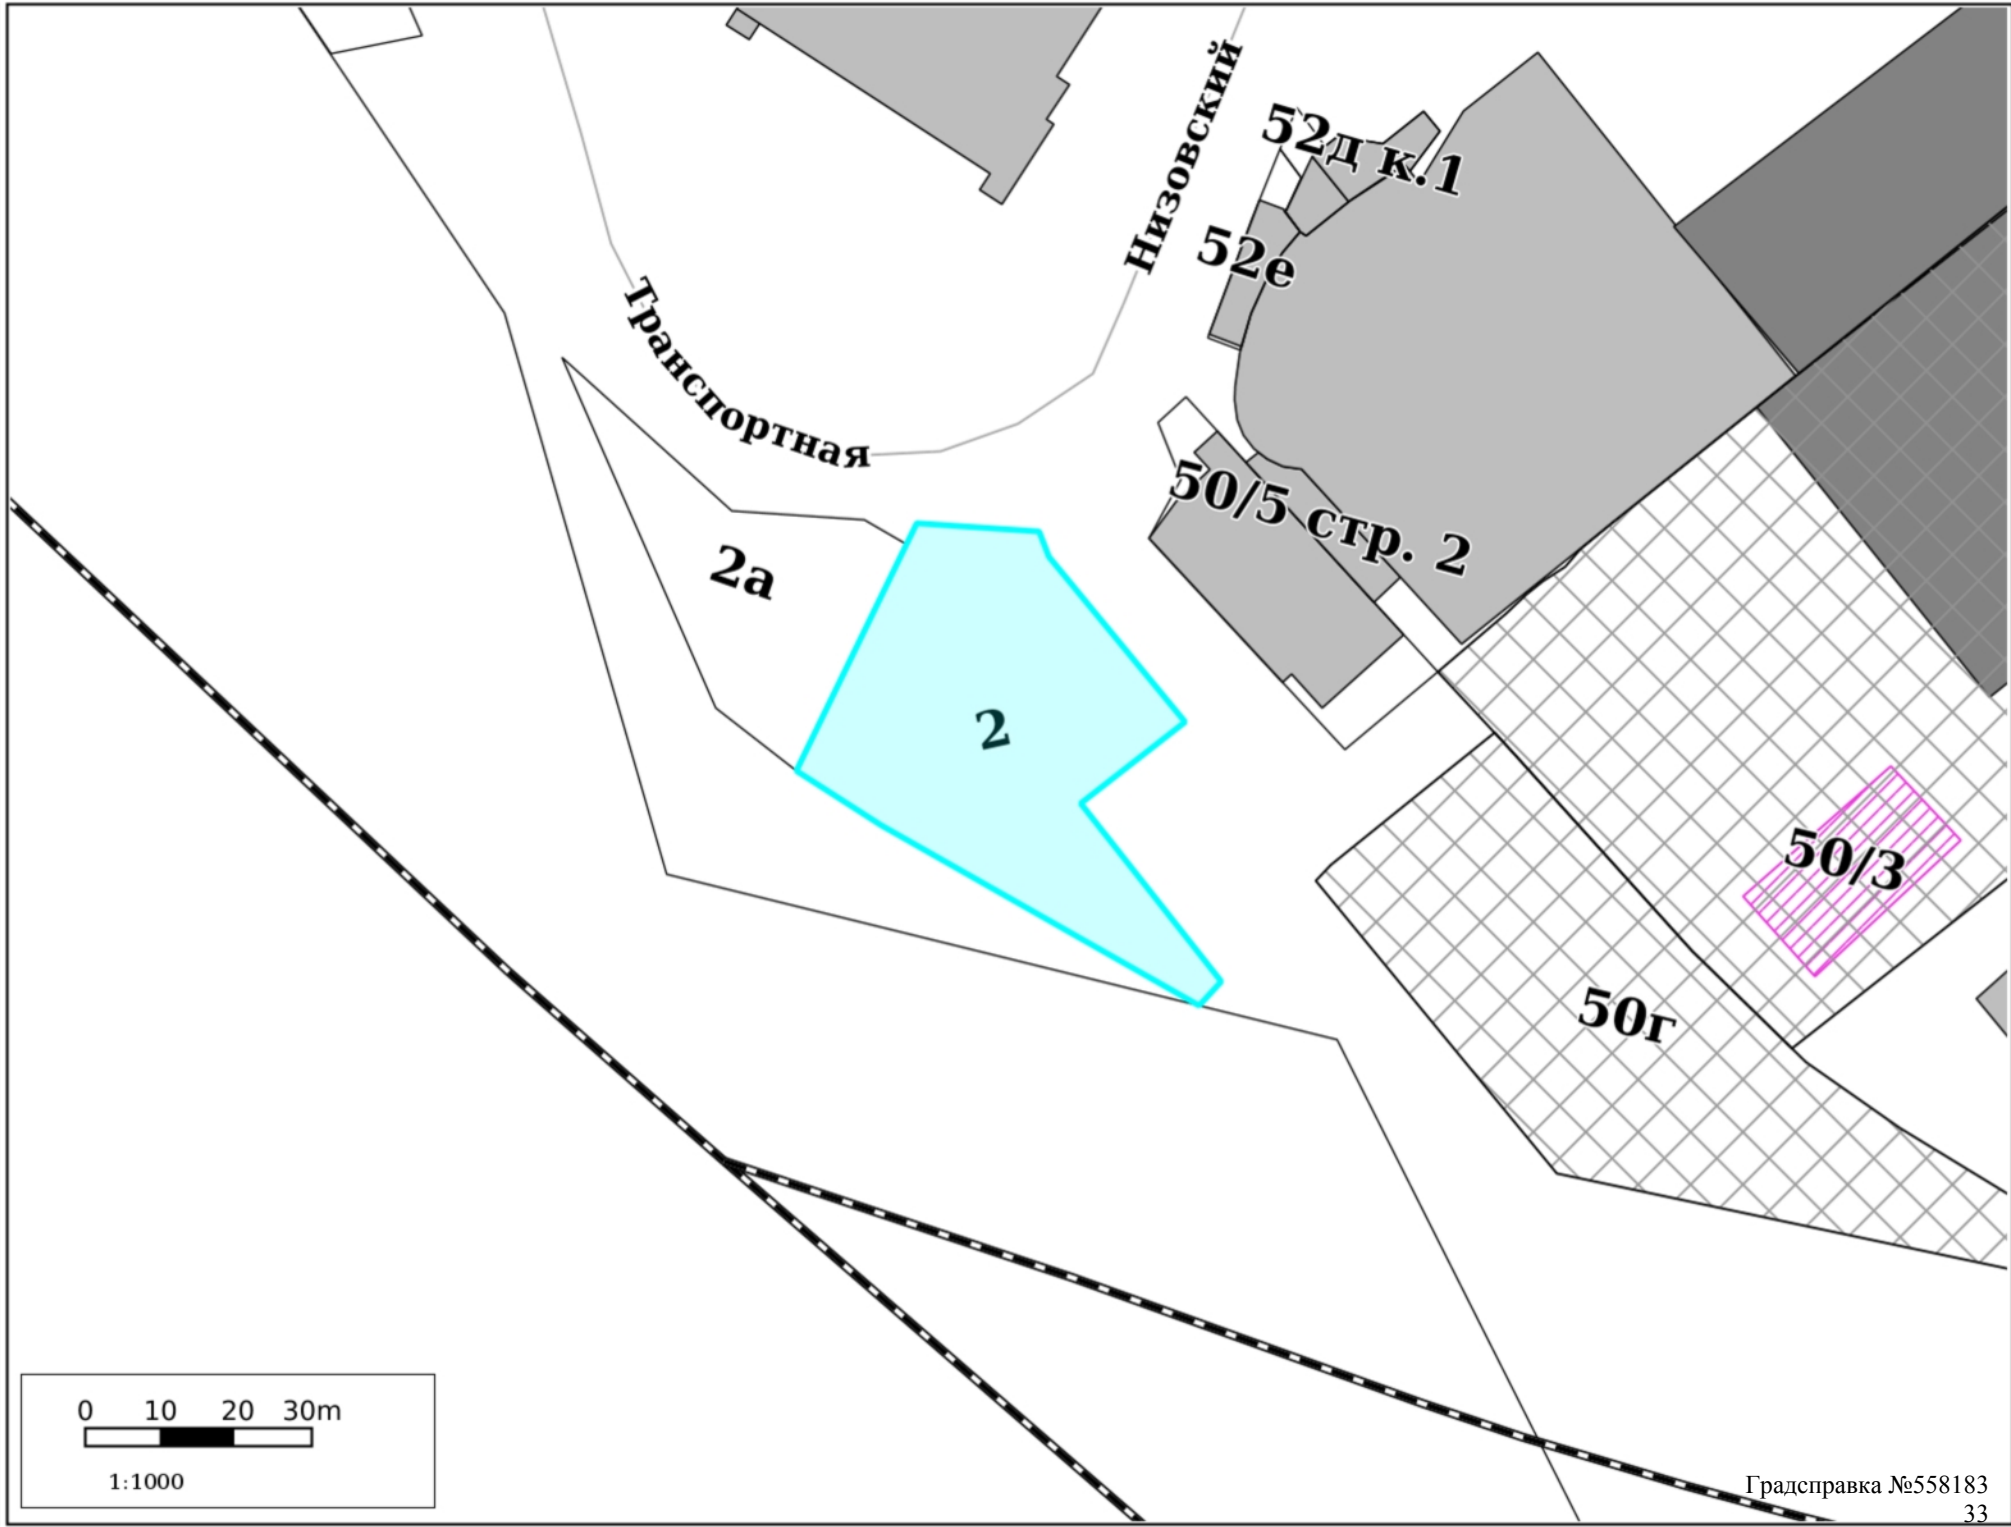 Низовский
52д к.1
52е
Транспортная
50/5 стр. 2
2а
2
50/3
50г
0 10 20 30m
1:1000
Градсправка №558183
33